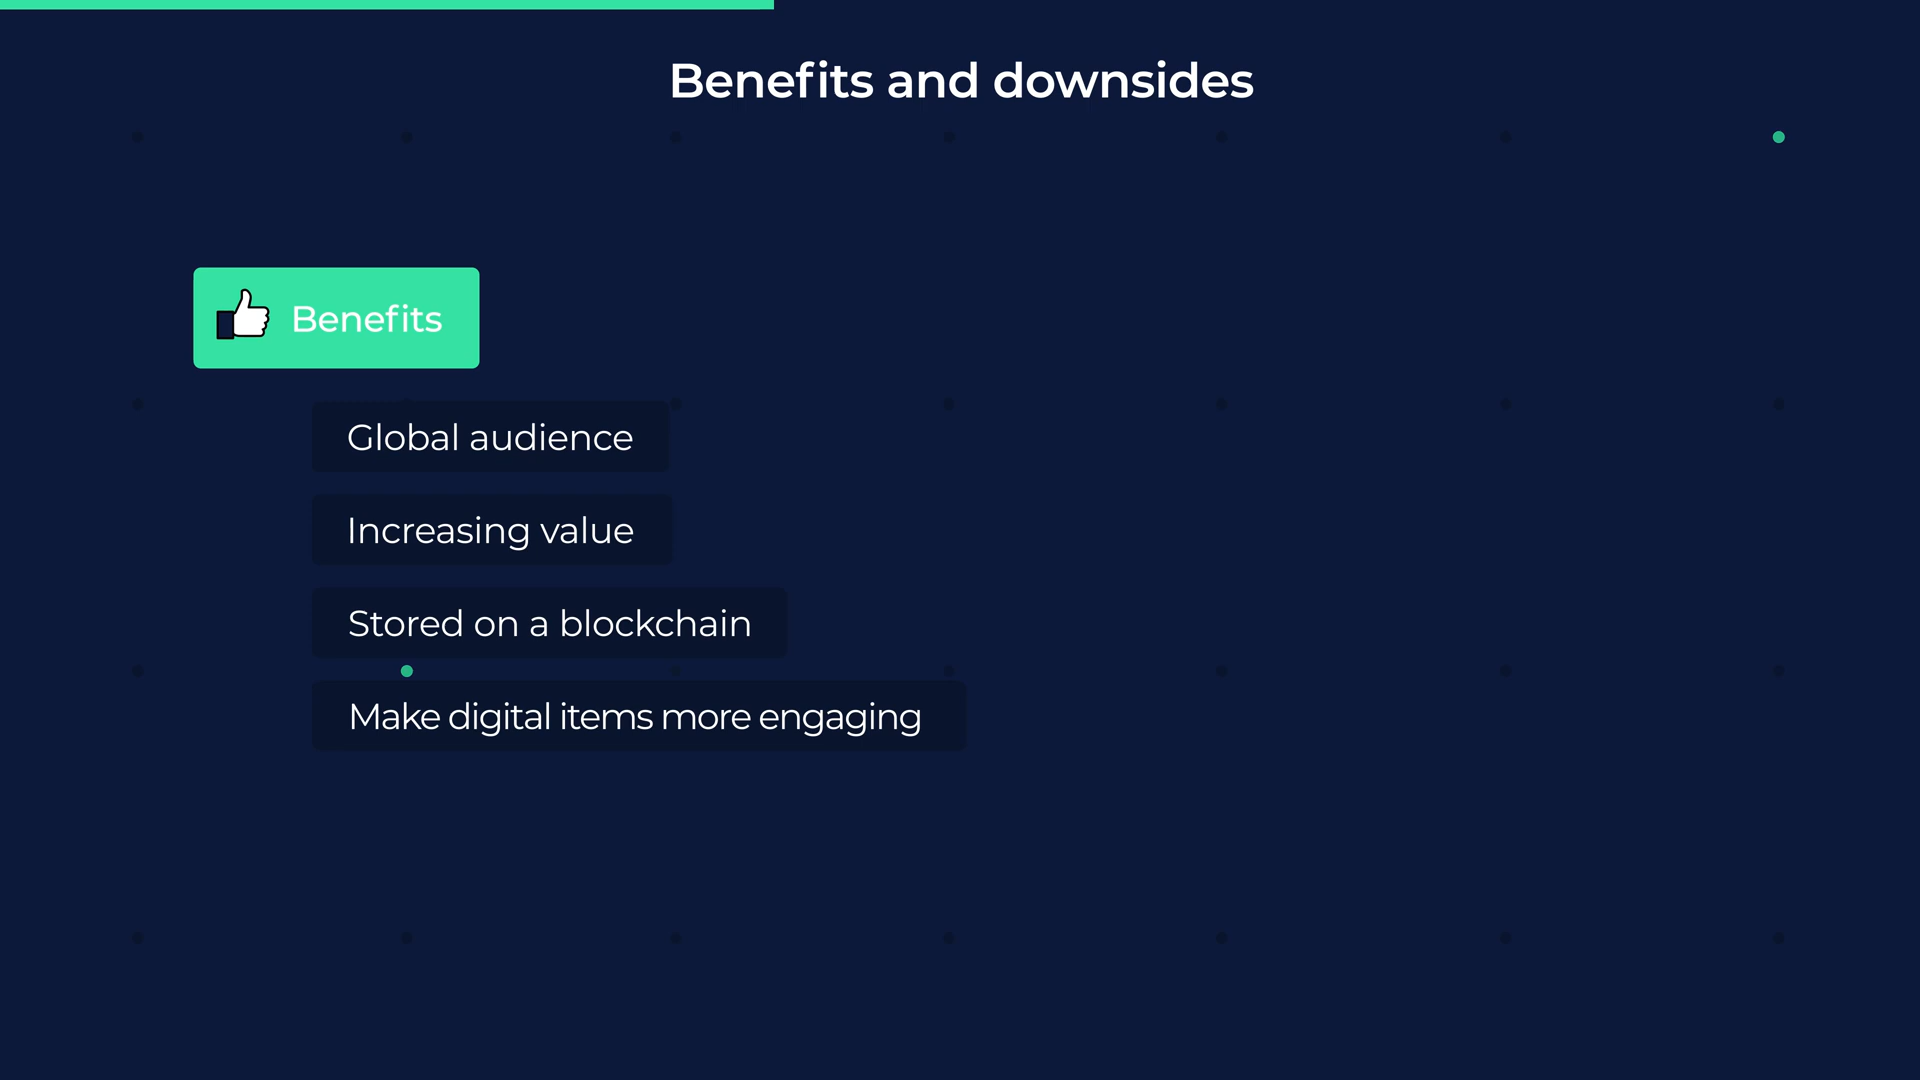 Benefits and downsides
Benefits
Global audience
Increasing value
Stored on a blockchain
Make digital items more engaging